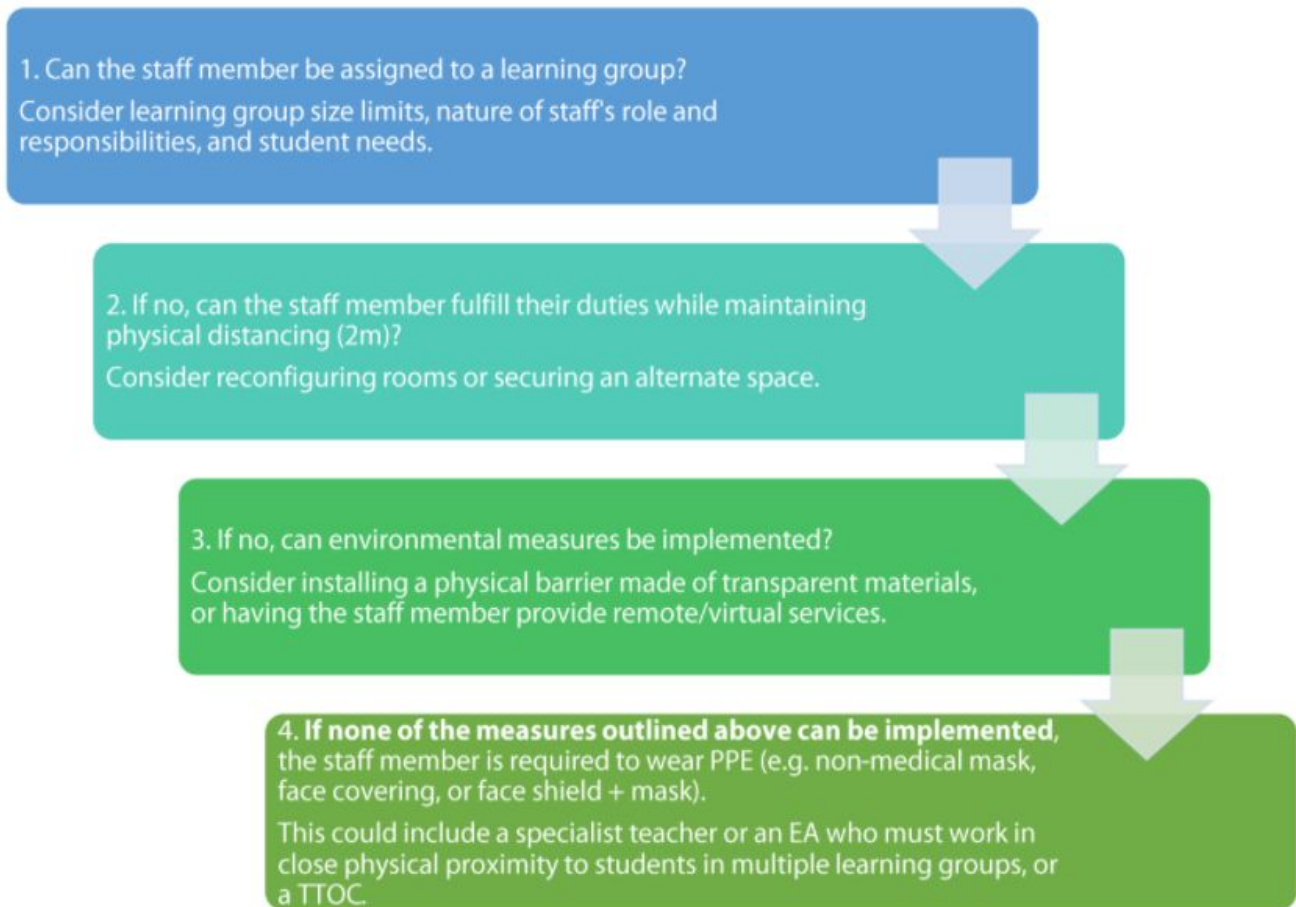 1. Can the staff member be assigned to a learning group?
Consider learning group size limits, nature of staff's role and
responsibilities, and student needs.
2. If no, can the staff member fulfill their duties while maintaining
physical distancing (2m)?
Consider reconfiguring rooms or securing an alternate space.
3. If no, can environmental measures be implemented?
Consider installing a physical barrier made of transparent materials,
or having the staff member provide remote/virtual services.
4. If none of the measures outlined above can be implemented,
the staff member is required to wear PPE (e.g. non-medical mask,
face covering, or face shield + mask).
This could include a specialist teacher or an EA who must work in
close physical proximity to students in multiple learning groups, or
a TTOC.